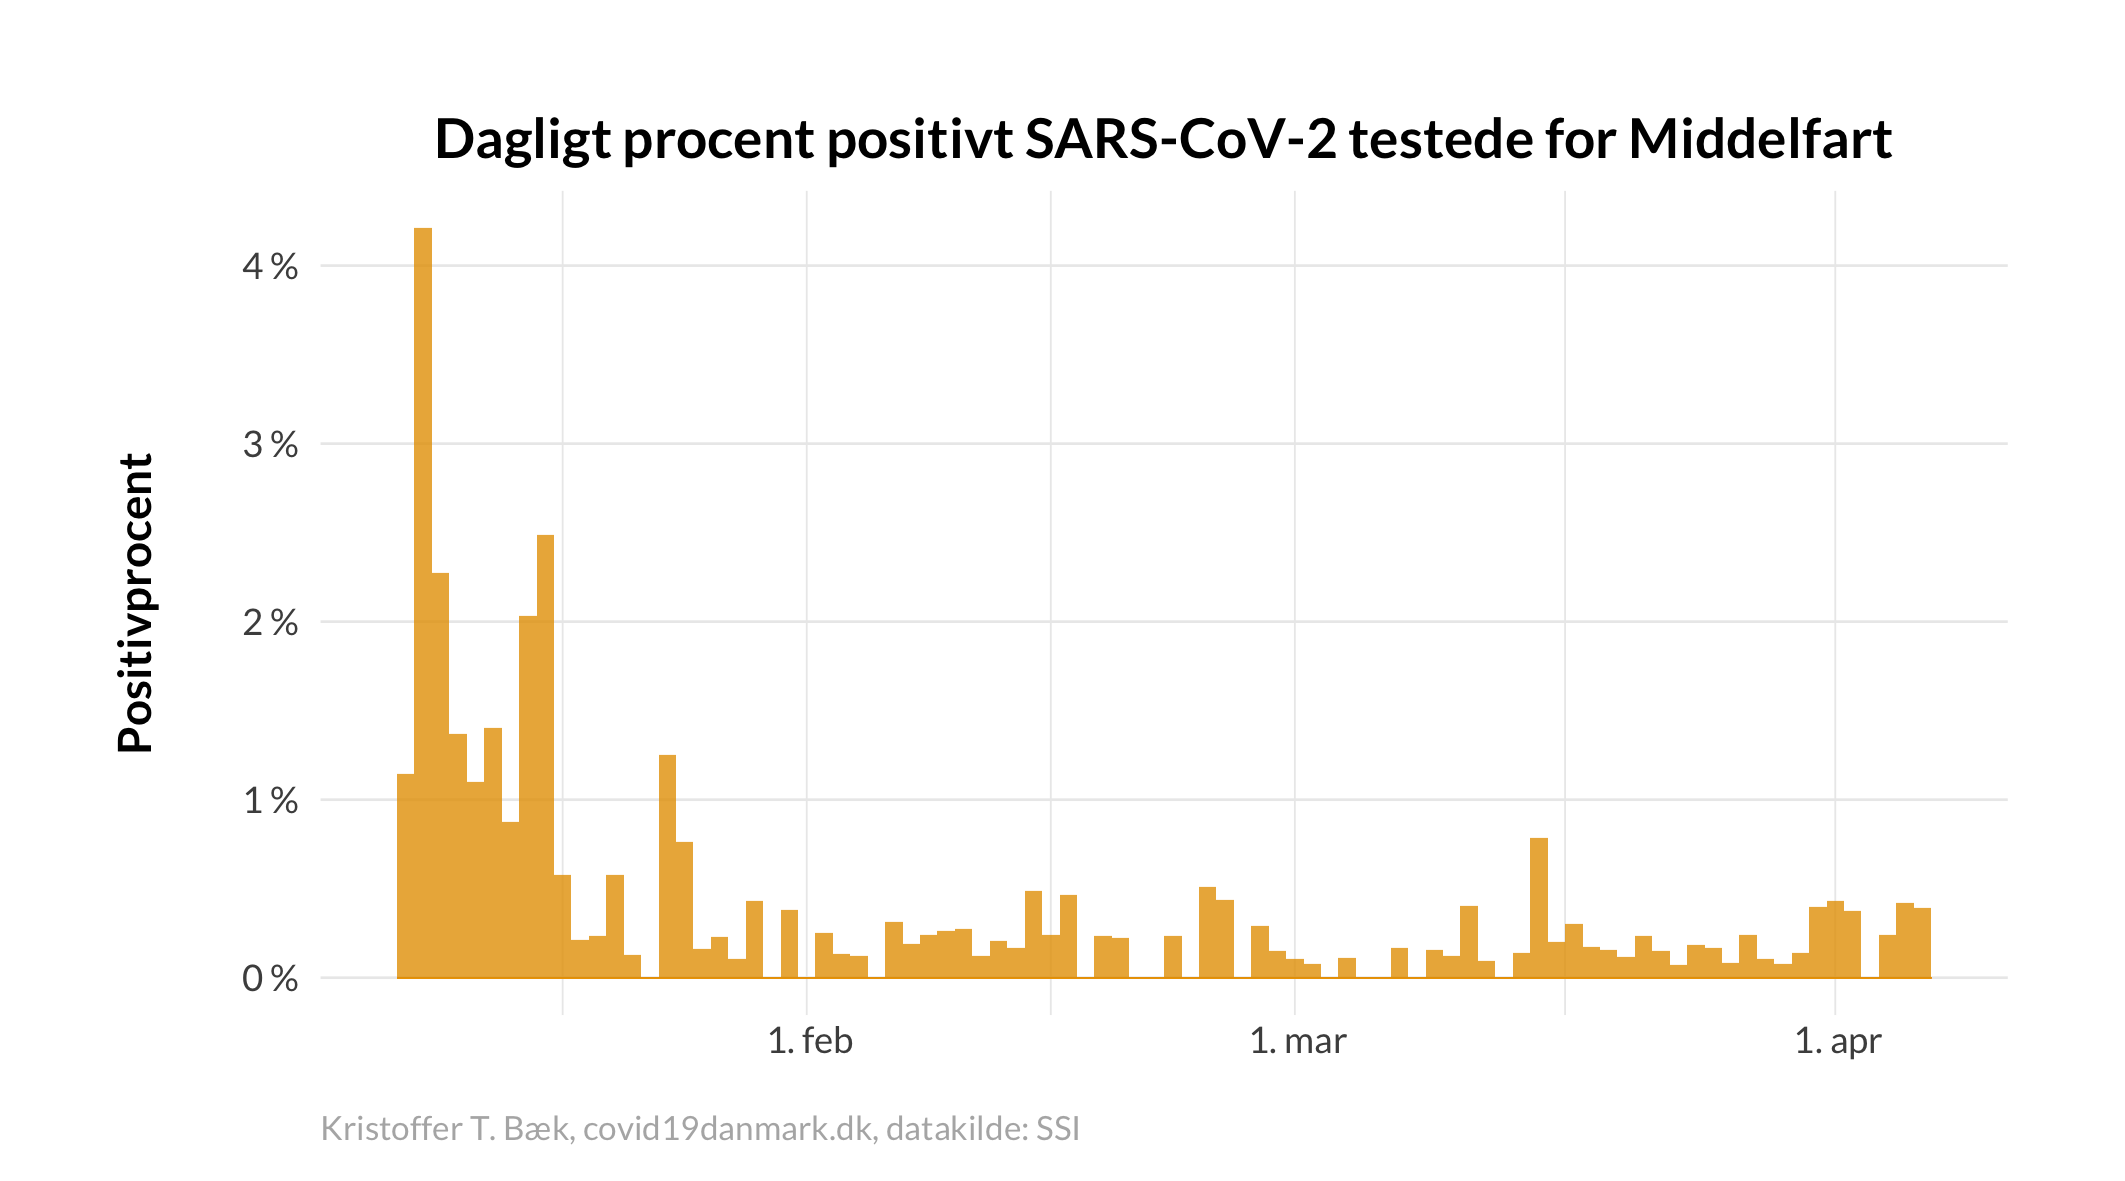 Dagligt procent positivt SARS-CoV-2 testede for Middelfart
Positivprocent
4 %
3 %
2 %
1 %
0 %
1. feb
1. mar
1. apr
Kristoffer T. Bæk, covid19danmark.dk, datakilde: SSI